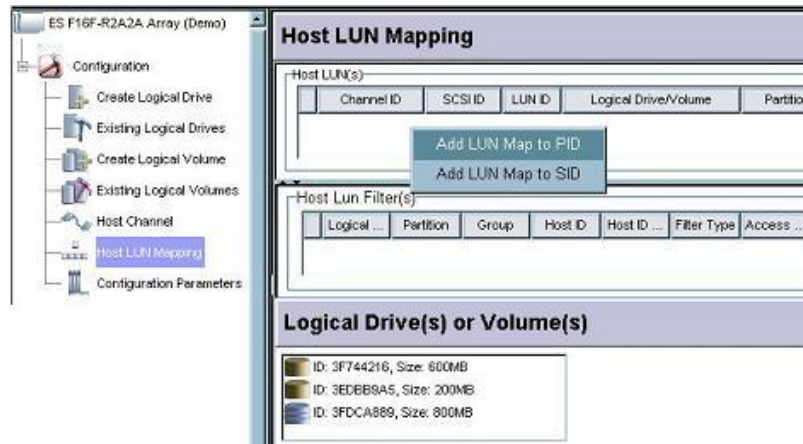 ES F16F-R2A2A Array (Demo)
Configuration
Create Logical Drive
Existing Logical Drives
Create Logical Volume
Existing Logical Volumes
Host Channel
Host LUN Mapping
Configuration Parameters
Host LUN Mapping
Host LUN(s)
Channel ID SCSI ID LUN ID Logical Drive/Volume Partitio
Add LUN Map to PID
Add LUN Map to SID
Host Lun Filter(s)
Logical ... Partition Group Host ID Host ID ... Filter Type Access ...
Logical Drive(s) or Volume(s)
ID: 3F744216, Size: 600MB
ID: 3EDBB9A5, Size: 200MB
ID: 3FDCA889, Size: 800MB